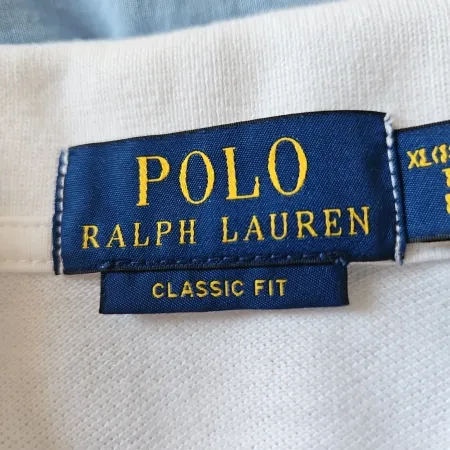 POLO
RALPH LAUREN
CLASSIC FIT